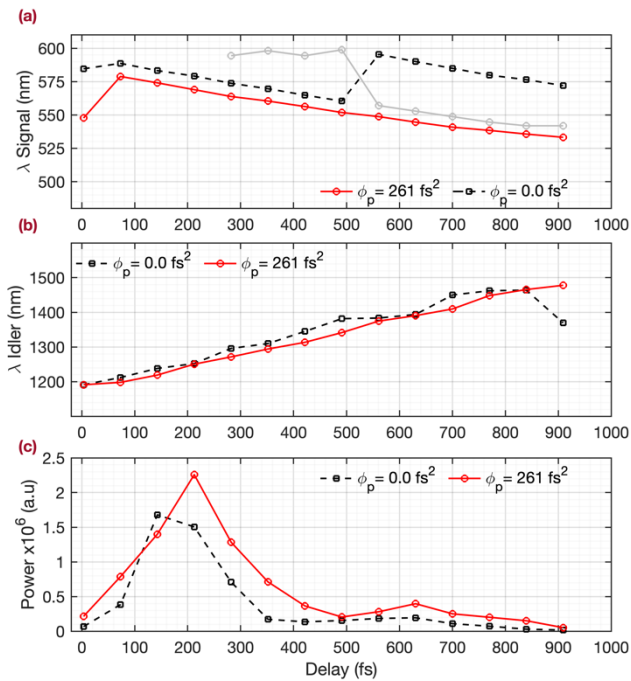 (a)
600
575
550
525
500
λ Signal (nm)
ϕp= 261 fs² ϕp= 0.0 fs²
0 100 200 300 400 500 600 700 800 900 1000
(b)
1500
1400
1300
1200
λ Idler (nm)
ϕp= 0.0 fs² ϕp= 261 fs²
0 100 200 300 400 500 600 700 800 900 1000
(c)
2.5
2
1.5
1
0.5
0
Power x10⁶ (a.u)
ϕp= 0.0 fs² ϕp= 261 fs²
0 100 200 300 400 500 600 700 800 900 1000
Delay (fs)